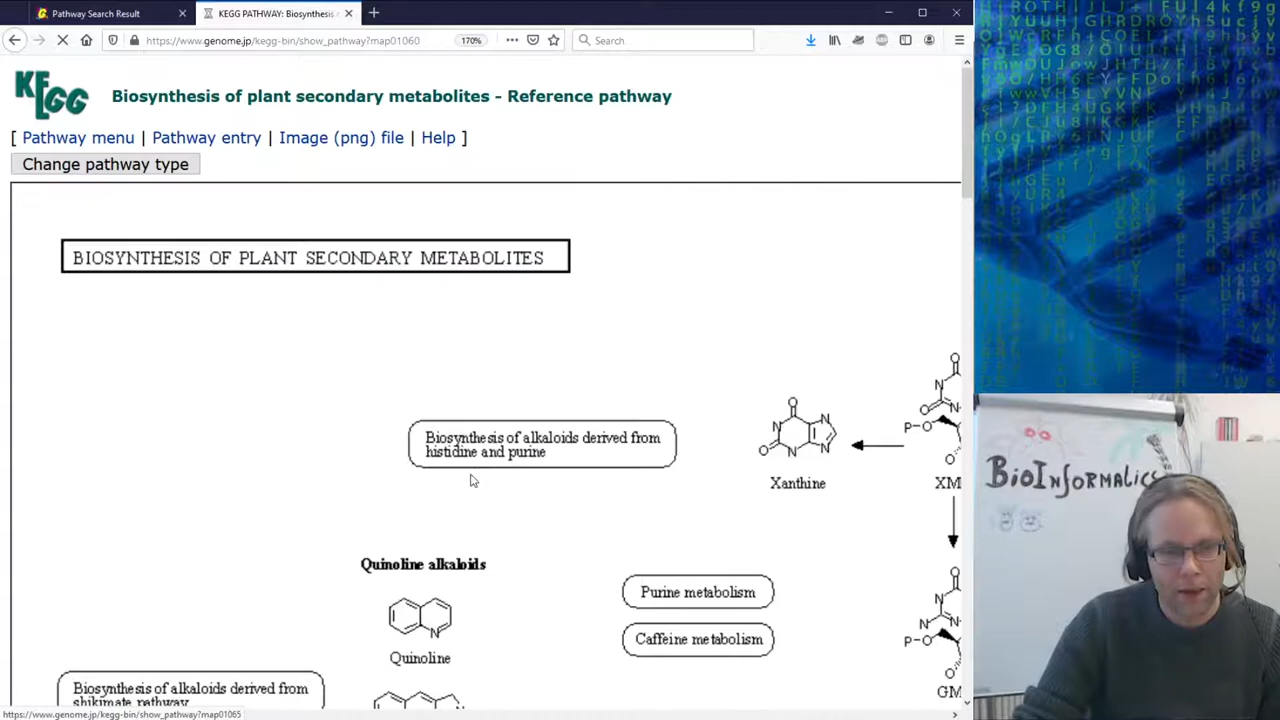 Pathway Search Result
KEGG PATHWAY: Biosynthesis
https://www.genome.jp/kegg-bin/show_pathway?map01060
170%
Search
KEGG
Biosynthesis of plant secondary metabolites - Reference pathway
[ Pathway menu | Pathway entry | Image (png) file | Help ]
Change pathway type
BIOSYNTHESIS OF PLANT SECONDARY METABOLITES
Biosynthesis of alkaloids derived from
histidine and purine
Xanthine
XM
Quinoline alkaloids
Purine metabolism
Caffeine metabolism
Quinoline
GM
Biosynthesis of alkaloids derived from
shikimate pathway
https://www.genome.jp/kegg-bin/show_pathway?map01065
BioInformatics